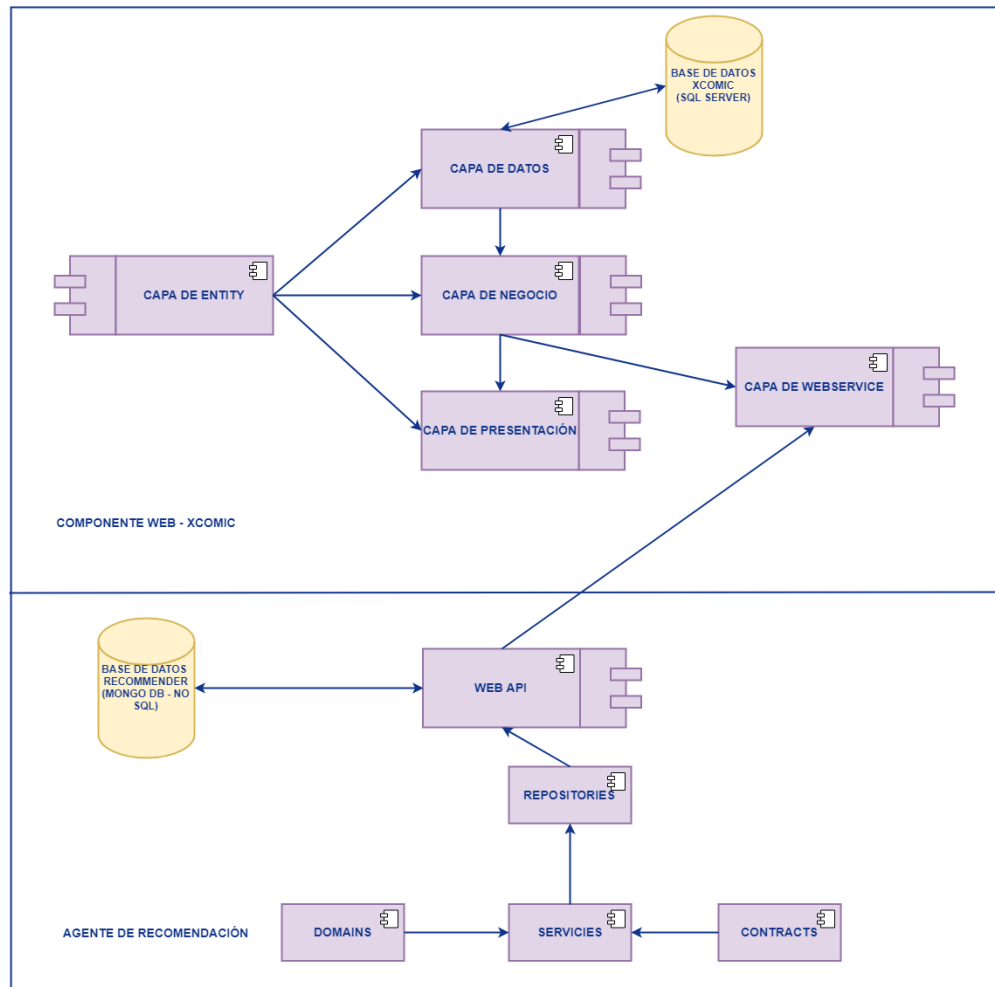 BASE DE DATOS
XCOMIC
(SQL SERVER)
CAPA DE DATOS
CAPA DE ENTITY
CAPA DE NEGOCIO
CAPA DE WEBSERVICE
CAPA DE PRESENTACIÓN
COMPONENTE WEB - XCOMIC
BASE DE DATOS
RECOMMENDER
(MONGO DB - NO
SQL)
WEB API
REPOSITORIES
AGENTE DE RECOMENDACIÓN
DOMAINS
SERVICIES
CONTRACTS